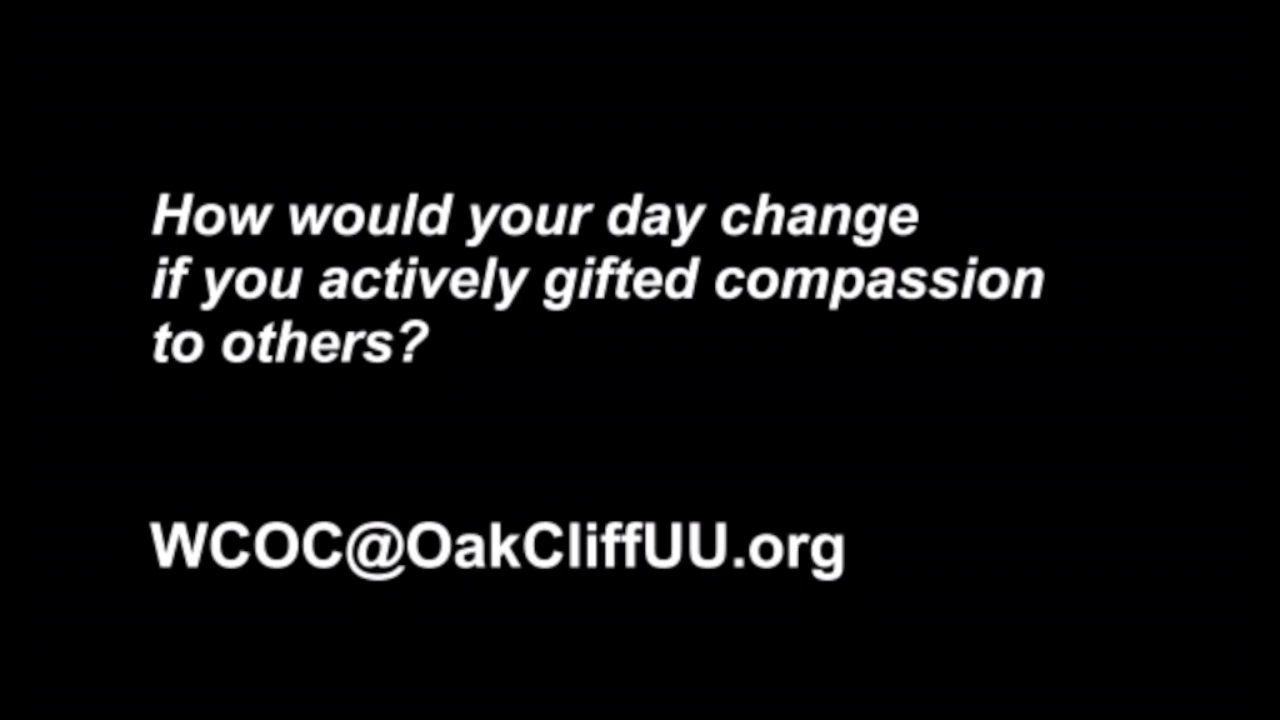 How would your day change
if you actively gifted compassion
to others?
WCOC@OakCliffUU.org